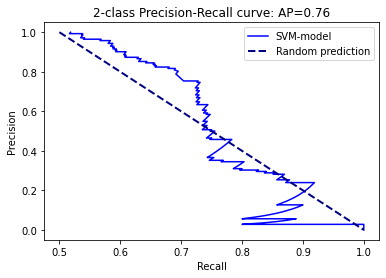 2-class Precision-Recall curve: AP=0.76
SVM-model
Random prediction
Precision
1.0
0.8
0.6
0.4
0.2
0.0
0.5 0.6 0.7 0.8 0.9 1.0
Recall